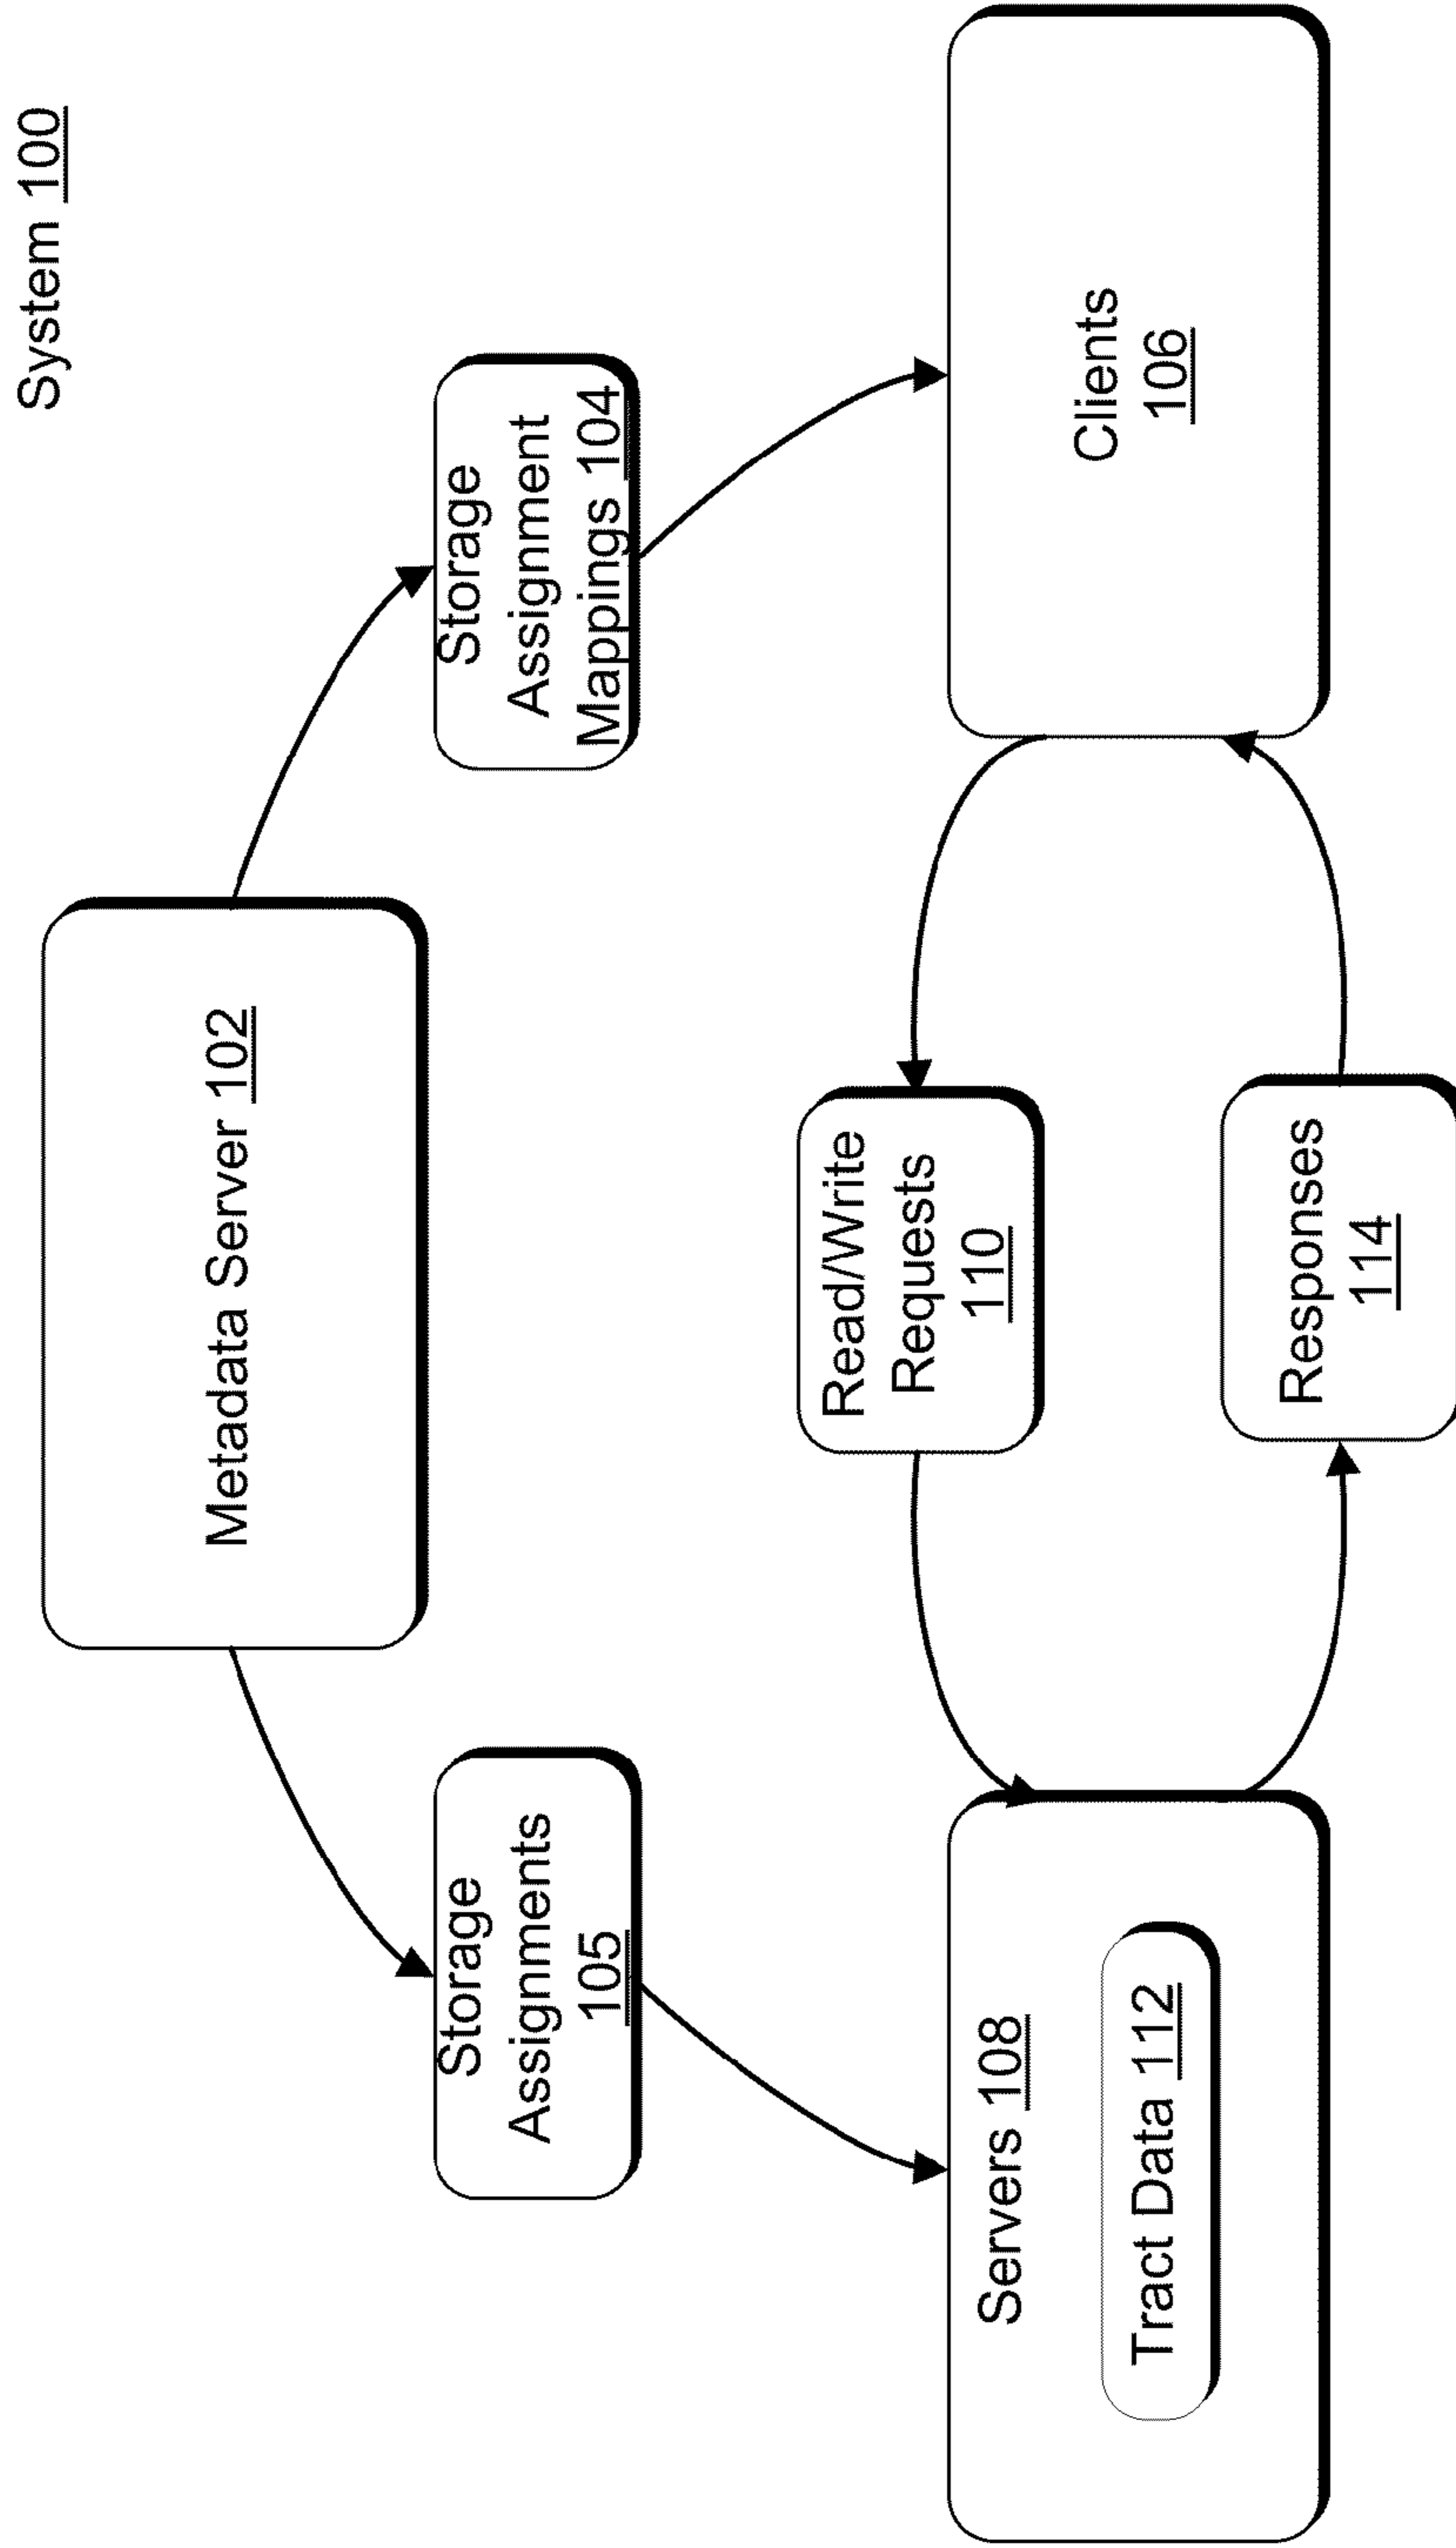 System 100
Metadata Server 102
Storage
Assignments
105
Storage
Assignment
Mappings 104
Servers 108
Tract Data 112
Read/Write
Requests
110
Responses
114
Clients
106